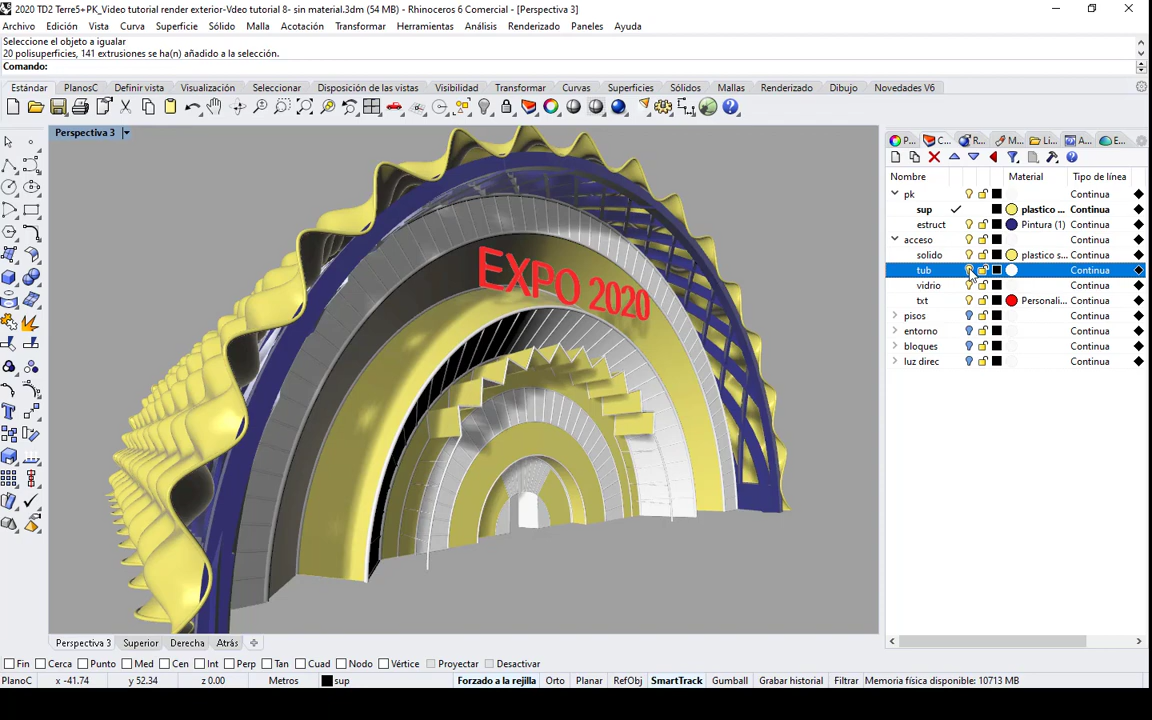 2020 TD2 Terre5+PK_Video tutorial render exterior-Vdeo tutorial 8- sin material.3dm (54 MB) - Rhinoceros 6 Comercial - [Perspectiva 3]
Archivo Edición Vista Curva Superficie Sólido Malla Acotación Transformar Herramientas Análisis Renderizado Paneles Ayuda
Seleccione el objeto a igualar
20 polisuperficies, 141 extrusiones se ha(n) añadido a la selección.
Comando:
Estándar PlanosC Definir vista Visualización Seleccionar Disposición de las vistas Visibilidad Transformar Curvas Superficies Sólidos Mallas Renderizado Dibujo Novedades V6
Perspectiva 3
P... C... R... M... Li... A... E...
Nombre Material Tipo de línea
pk Continua
sup plastico ... Continua
estruct Pintura (1) Continua
acceso Continua
solido plastico s... Continua
tub Continua
vidrio Continua
txt Personali... Continua
pisos Continua
entorno Continua
bloques Continua
luz direc Continua
EXPO 2020
Perspectiva 3 Superior Derecha Atrás
Fin Cerca Punto Med Cen Int Perp Tan Cuad Nodo Vértice Proyectar Desactivar
PlanoC x -41.74 y 52.34 z 0.00 Metros sup Forzado a la rejilla Orto Planar RefObj SmartTrack Gumball Grabar historial Filtrar Memoria física disponible: 10713 MB